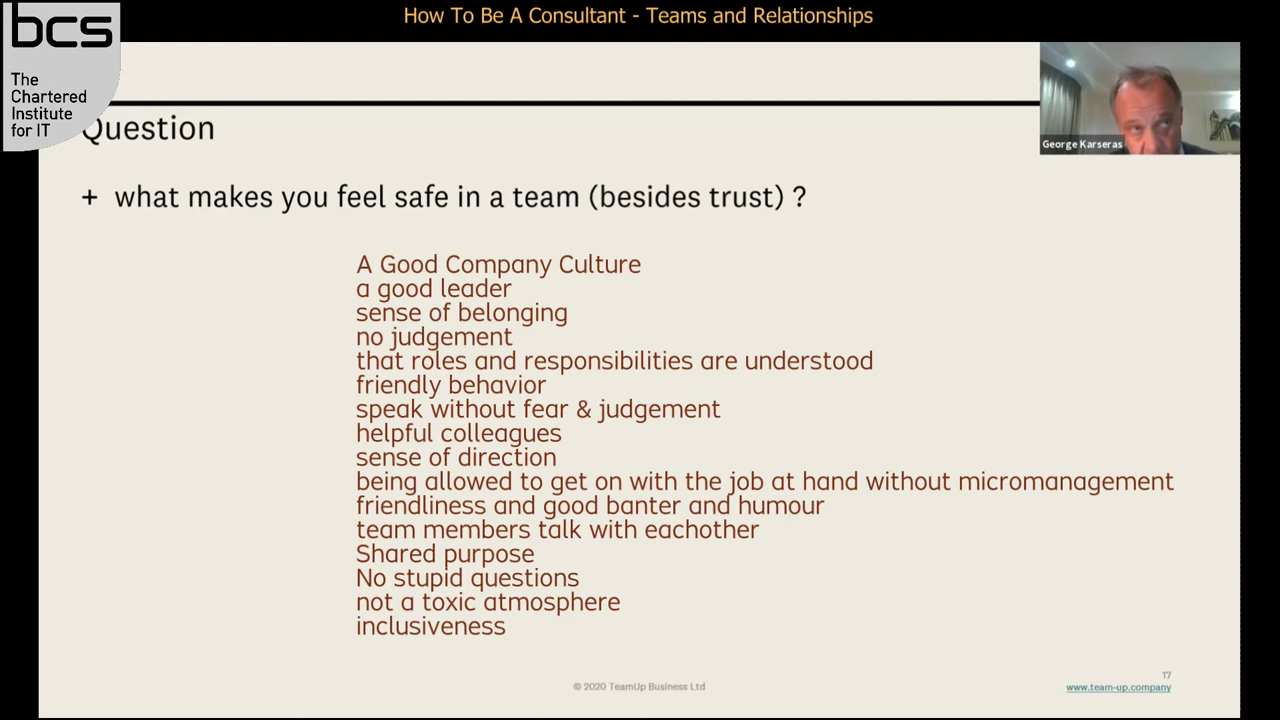 How To Be A Consultant - Teams and Relationships
bcs
The
Chartered
Institute
for IT
George Karseras
Question
+ what makes you feel safe in a team (besides trust) ?
A Good Company Culture
a good leader
sense of belonging
no judgement
that roles and responsibilities are understood
friendly behavior
speak without fear & judgement
helpful colleagues
sense of direction
being allowed to get on with the job at hand without micromanagement
friendliness and good banter and humour
team members talk with eachother
Shared purpose
No stupid questions
not a toxic atmosphere
inclusiveness
17
© 2020 TeamUp Business Ltd
www.team-up.company